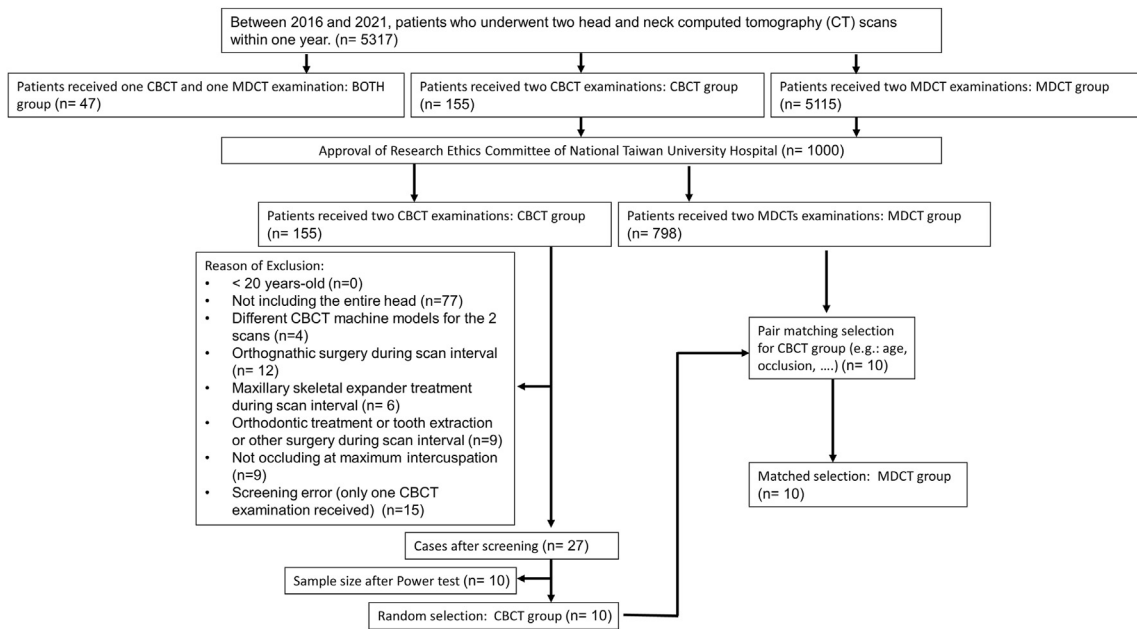 Between 2016 and 2021, patients who underwent two head and neck computed tomography (CT) scans
within one year. (n= 5317)
Patients received one CBCT and one MDCT examination: BOTH
group (n= 47)
Patients received two CBCT examinations: CBCT group
(n= 155)
Patients received two MDCT examinations: MDCT group
(n= 5115)
Approval of Research Ethics Committee of National Taiwan University Hospital (n= 1000)
Patients received two CBCT examinations: CBCT group
(n= 155)
Patients received two MDCTs examinations: MDCT group
(n= 798)
Reason of Exclusion:
• < 20 years-old (n=0)
• Not including the entire head (n=77)
• Different CBCT machine models for the 2
scans (n=4)
• Orthognathic surgery during scan interval
(n= 12)
• Maxillary skeletal expander treatment
during scan interval (n= 6)
• Orthodontic treatment or tooth extraction
or other surgery during scan interval (n=9)
• Not occluding at maximum intercuspation
(n=9)
• Screening error (only one CBCT
examination received) (n=15)
Pair matching selection
for CBCT group (e.g.: age,
occlusion, ....) (n= 10)
Matched selection: MDCT group
(n= 10)
Cases after screening (n= 27)
Sample size after Power test (n= 10)
Random selection: CBCT group (n= 10)